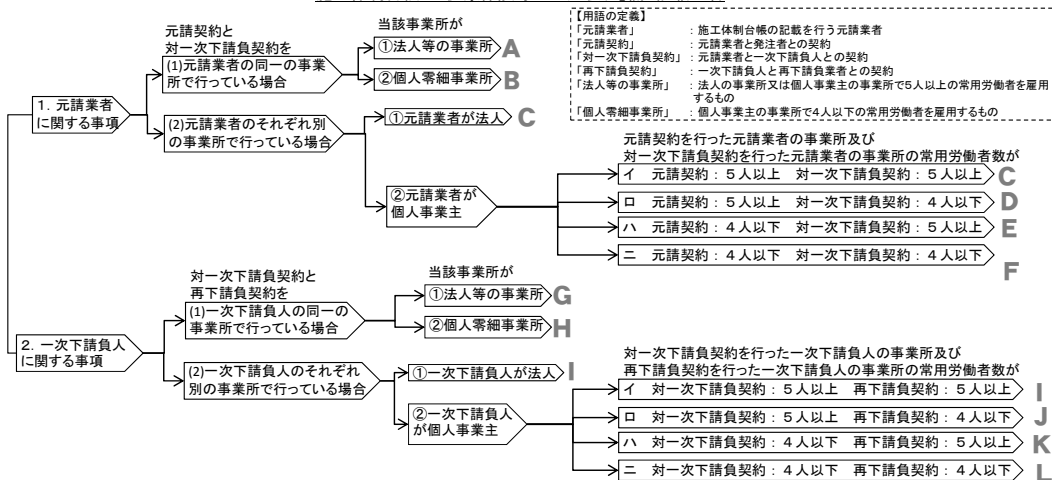 【用語の定義】
「元請業者」　：施工体制台帳の記載を行う元請業者
「元請契約」　：元請業者と発注者との契約
「対一次下請負契約」：元請業者と一次下請負人との契約
「再下請負契約」　：一次下請負人と再下請負業者との契約
「法人等の事業所」　：法人の事業所又は個人事業主の事業所で5人以上の常用労働者を雇用
するもの
「個人零細事業所」　：個人事業主の事業所で4人以下の常用労働者を雇用するもの
1．元請業者
に関する事項
元請契約と
対一次下請負契約を
(1)元請業者の同一の事業
所で行っている場合
当該事業所が
①法人等の事業所 A
②個人零細事業所 B
(2)元請業者のそれぞれ別
の事業所で行っている場合
①元請業者が法人 C
②元請業者が
個人事業主
元請契約を行った元請業者の事業所及び
対一次下請負契約を行った元請業者の事業所の常用労働者数が
イ　元請契約：５人以上　対一次下請負契約：５人以上 C
ロ　元請契約：５人以上　対一次下請負契約：４人以下 D
ハ　元請契約：４人以下　対一次下請負契約：５人以上 E
ニ　元請契約：４人以下　対一次下請負契約：４人以下 F
2．一次下請負人
に関する事項
対一次下請負契約と
再下請負契約を
(1)一次下請負人の同一の
事業所で行っている場合
当該事業所が
①法人等の事業所 G
②個人零細事業所 H
(2)一次下請負人のそれぞれ
別の事業所で行っている場合
①一次下請負人が法人 I
②一次下請負人
が個人事業主
対一次下請負契約を行った一次下請負人の事業所及び
再下請負契約を行った一次下請負人の事業所の常用労働者数が
イ　対一次下請負契約：５人以上　再下請負契約：５人以上 I
ロ　対一次下請負契約：５人以上　再下請負契約：４人以下 J
ハ　対一次下請負契約：４人以下　再下請負契約：５人以上 K
ニ　対一次下請負契約：４人以下　再下請負契約：４人以下 L